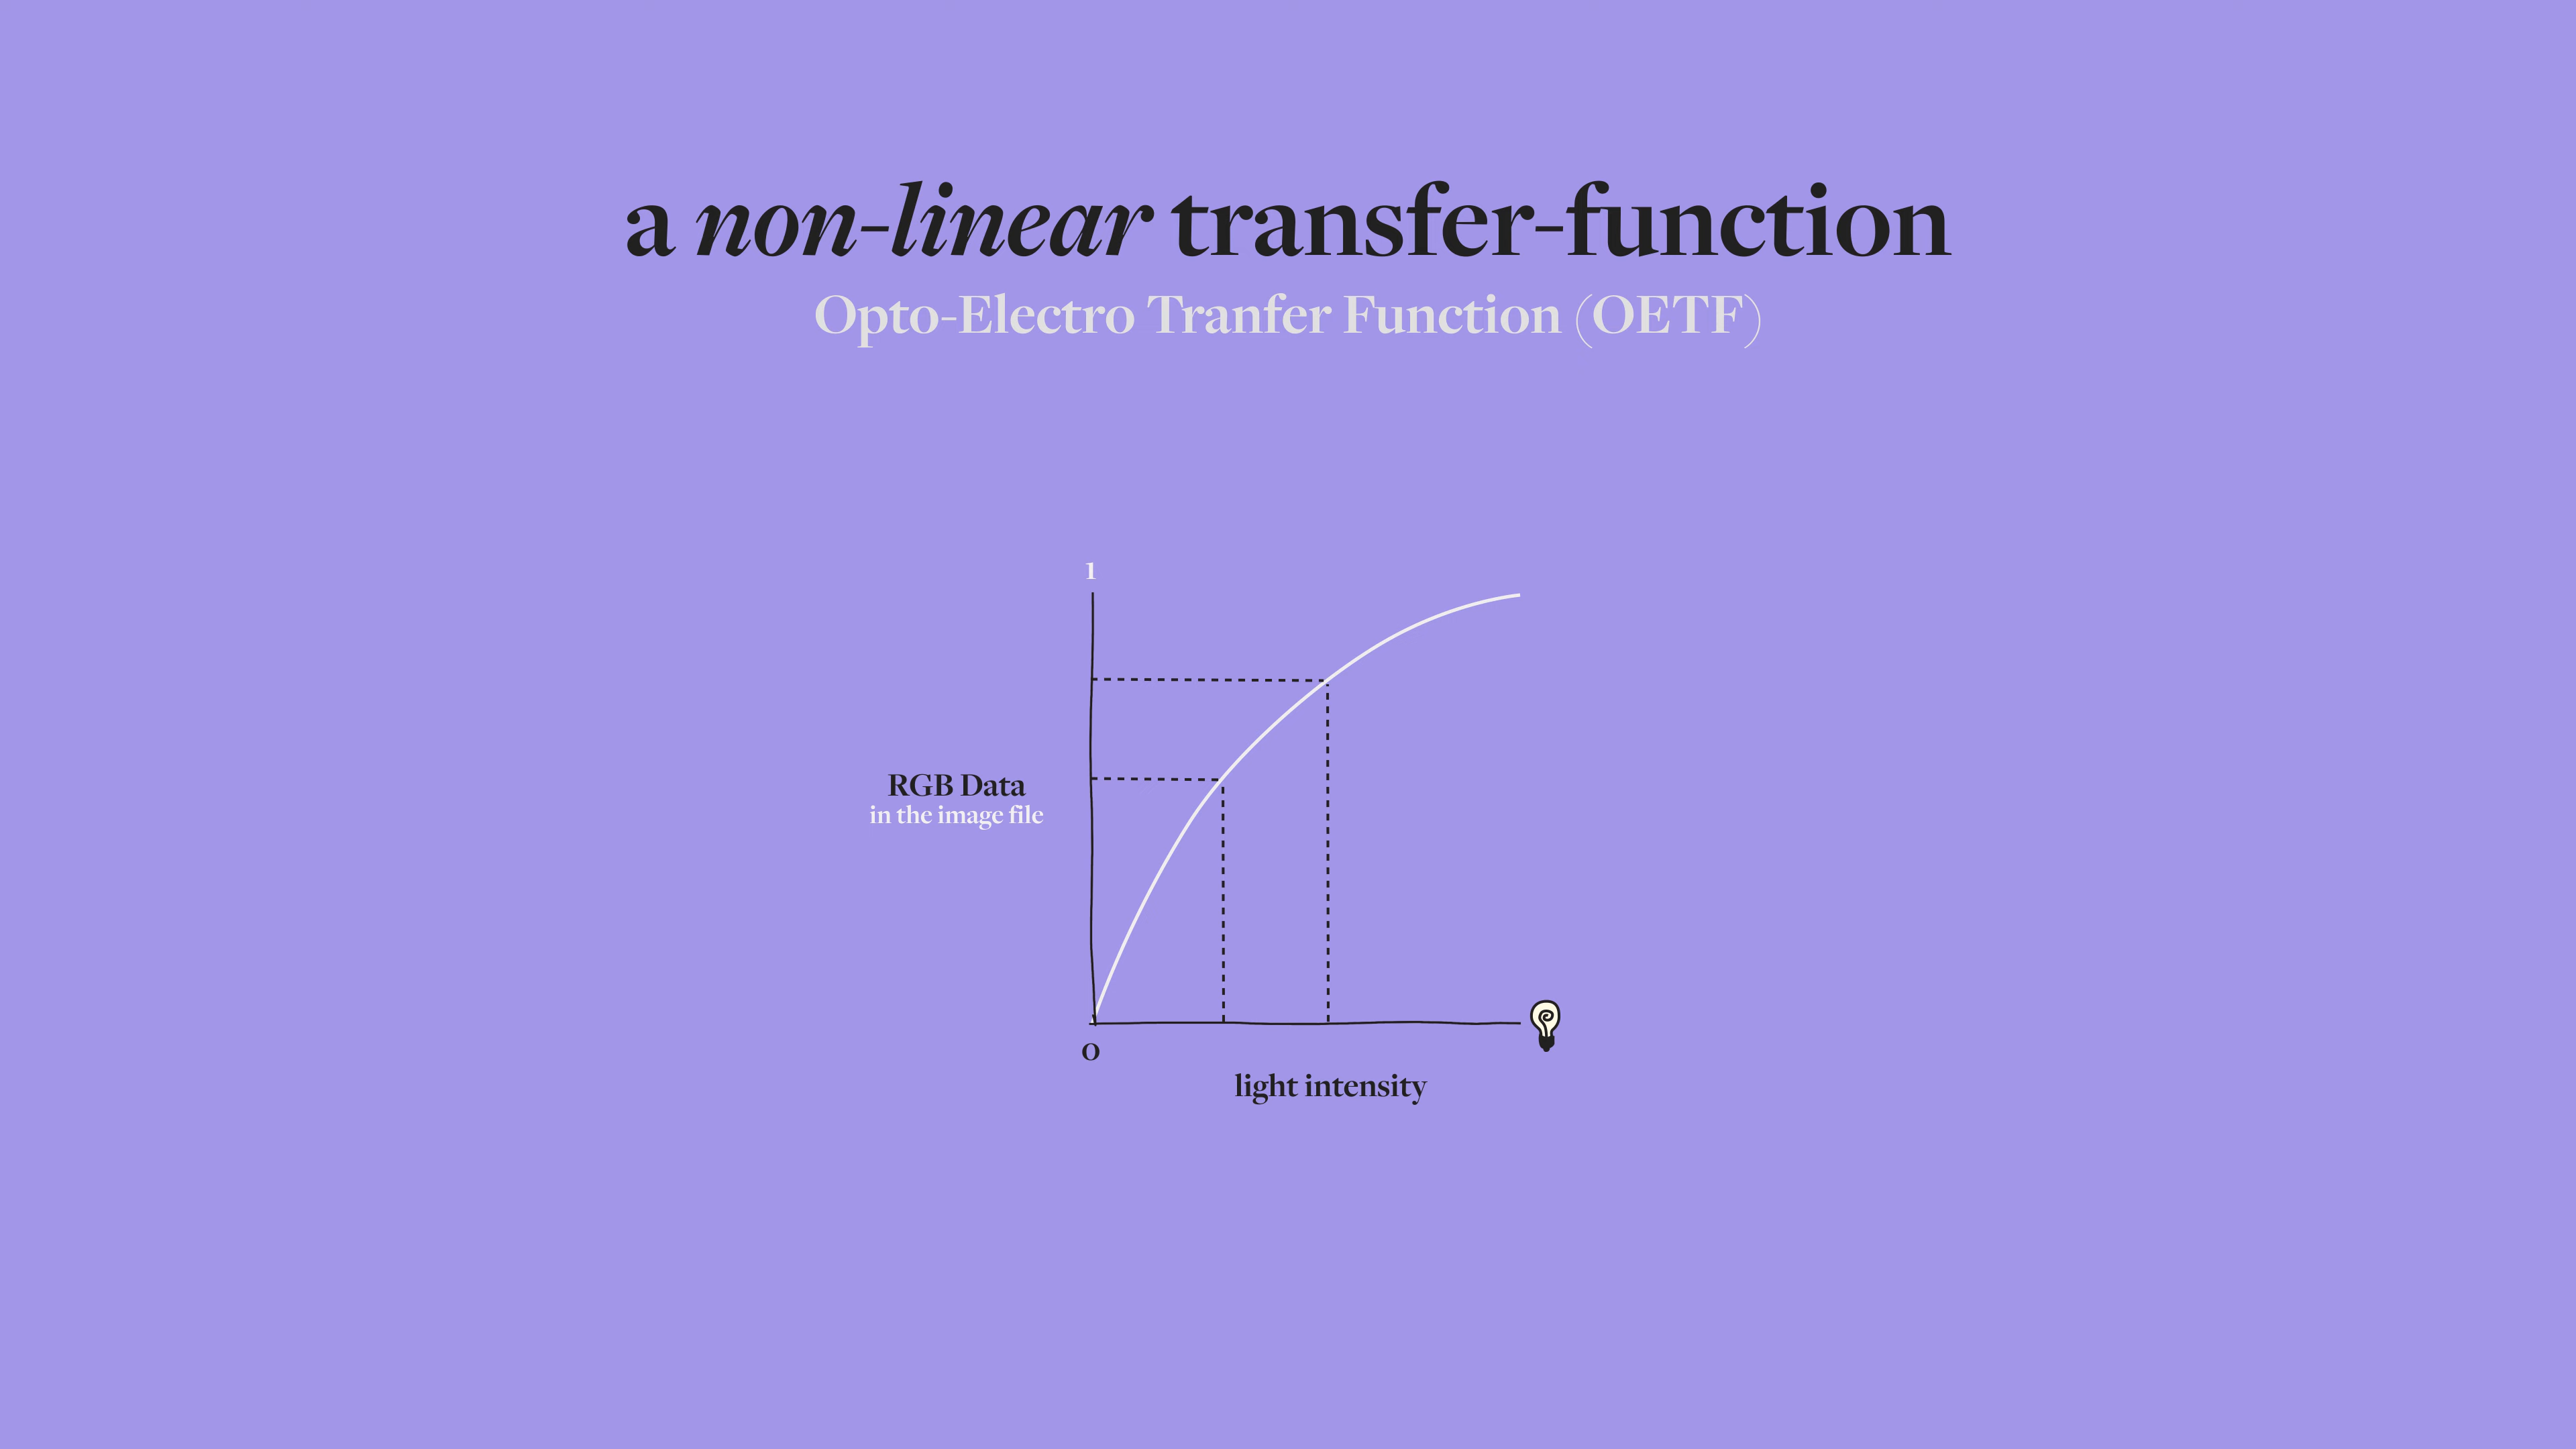 a non-linear transfer-function
Opto-Electro Tranfer Function (OETF)
1
RGB Data
in the image file
0
light intensity